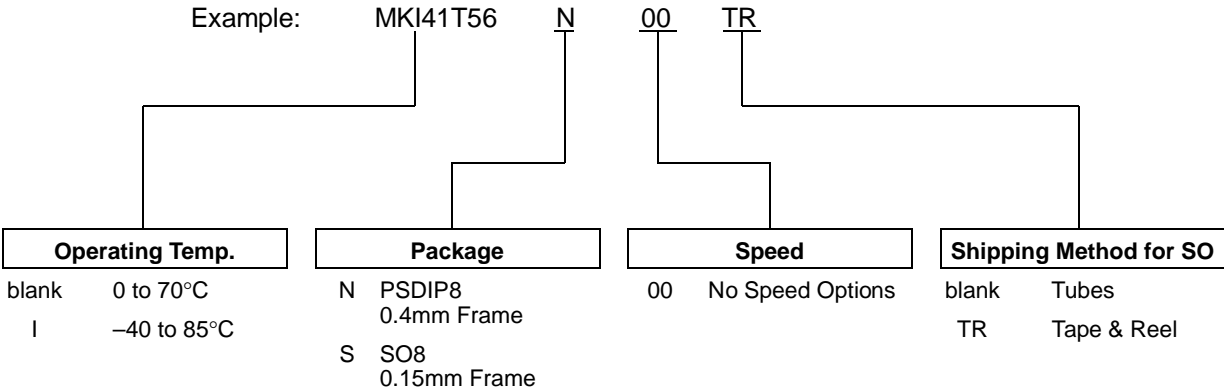 Example: MKI41T56 N 00 TR
Operating Temp. Package Speed Shipping Method for SO
blank 0 to 70°C N PSDIP8 00 No Speed Options blank Tubes
0.4mm Frame
I –40 to 85°C TR Tape & Reel
S SO8
0.15mm Frame